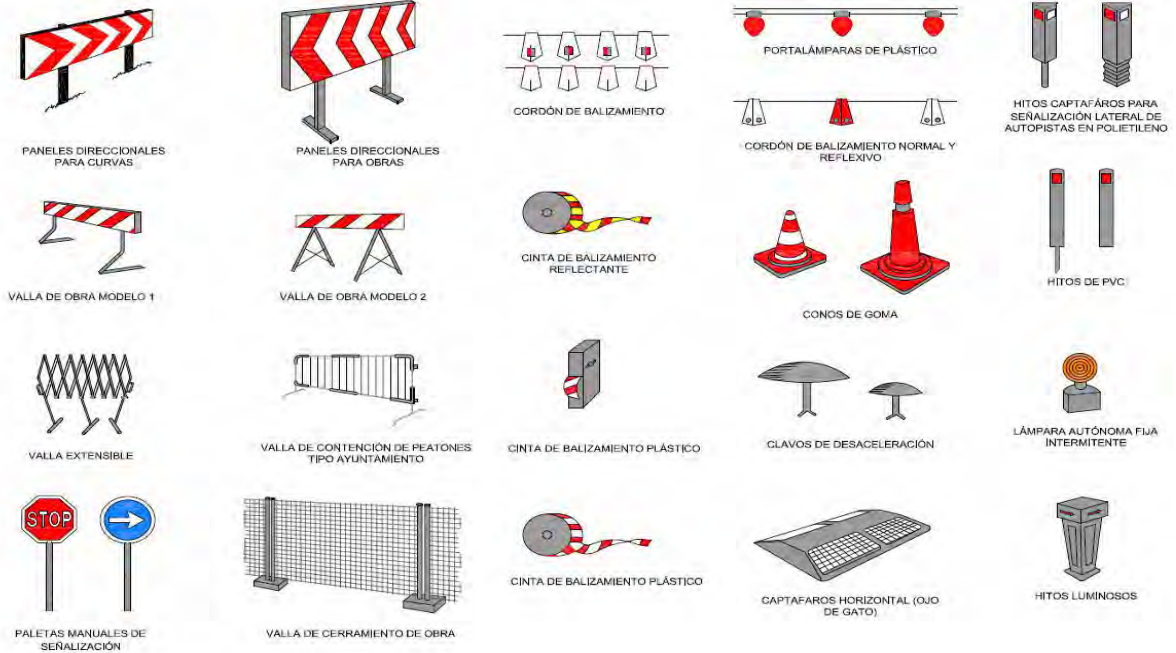 PANELES DIRECCIONALES
PARA CURVAS
PANELES DIRECCIONALES
PARA OBRAS
CORDÓN DE BALIZAMIENTO
PORTALÁMPARAS DE PLÁSTICO
CORDÓN DE BALIZAMIENTO NORMAL Y
REFLEXIVO
HITOS CAPTAFÁROS PARA
SEÑALIZACIÓN LATERAL DE
AUTOPISTAS EN POLIETILENO
VALLA DE OBRA MODELO 1
VALLA DE OBRA MODELO 2
CINTA DE BALIZAMIENTO
REFLECTANTE
CONOS DE GOMA
HITOS DE PVC
VALLA EXTENSIBLE
VALLA DE CONTENCIÓN DE PEATONES
TIPO AYUNTAMIENTO
CINTA DE BALIZAMIENTO PLÁSTICO
CLAVOS DE DESACELERACIÓN
LÁMPARA AUTÓNOMA FIJA
INTERMITENTE
STOP
PALETAS MANUALES DE
SEÑALIZACIÓN
VALLA DE CERRAMIENTO DE OBRA
CINTA DE BALIZAMIENTO PLÁSTICO
CAPTAFAROS HORIZONTAL (OJO
DE GATO)
HITOS LUMINOSOS